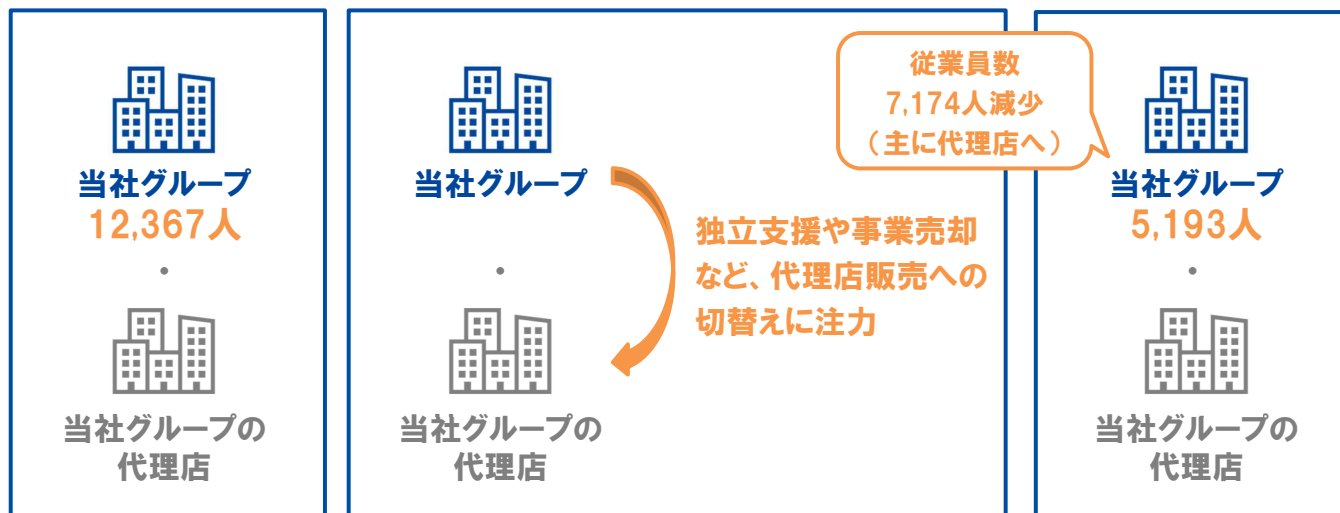 当社グループ
12,367人
・
当社グループの
代理店
当社グループ
・
当社グループの
代理店
独立支援や事業売却
など、代理店販売への
切替えに注力
従業員数
7,174人減少
（主に代理店へ）
当社グループ
5,193人
・
当社グループの
代理店